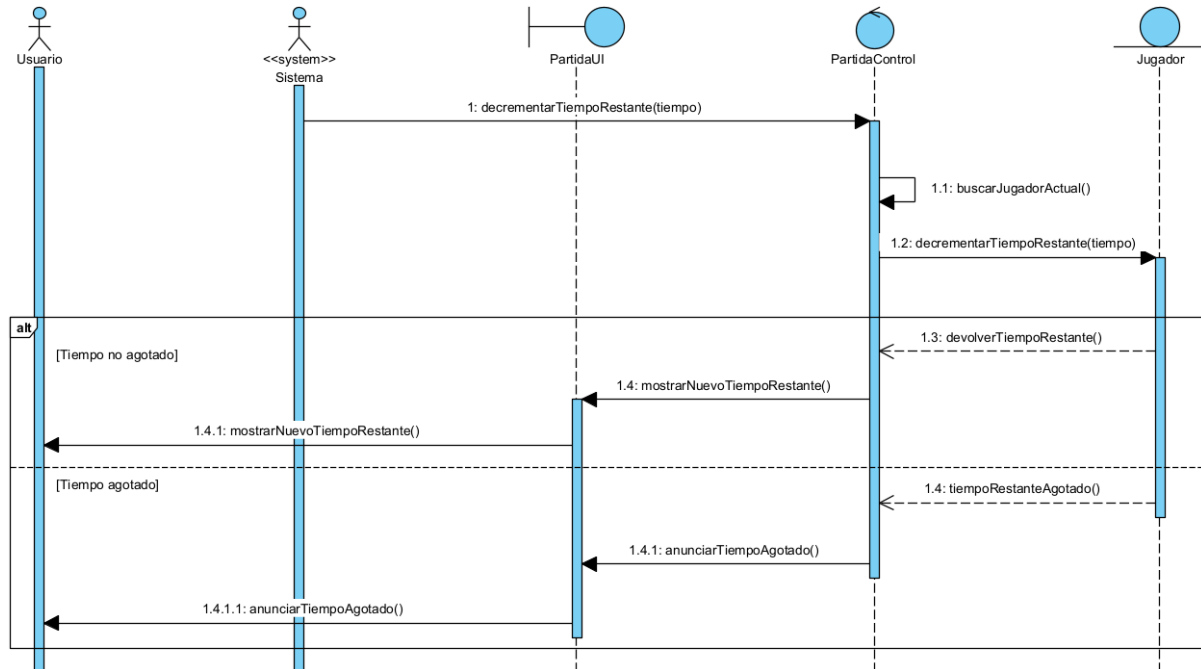 Usuario
<<system>>
Sistema
PartidaUI
PartidaControl
Jugador
1: decrementarTiempoRestante(tiempo)
1.1: buscarJugadorActual()
1.2: decrementarTiempoRestante(tiempo)
alt
[Tiempo no agotado]
1.3: devolverTiempoRestante()
1.4: mostrarNuevoTiempoRestante()
1.4.1: mostrarNuevoTiempoRestante()
[Tiempo agotado]
1.4: tiempoRestanteAgotado()
1.4.1: anunciarTiempoAgotado()
1.4.1.1: anunciarTiempoAgotado()